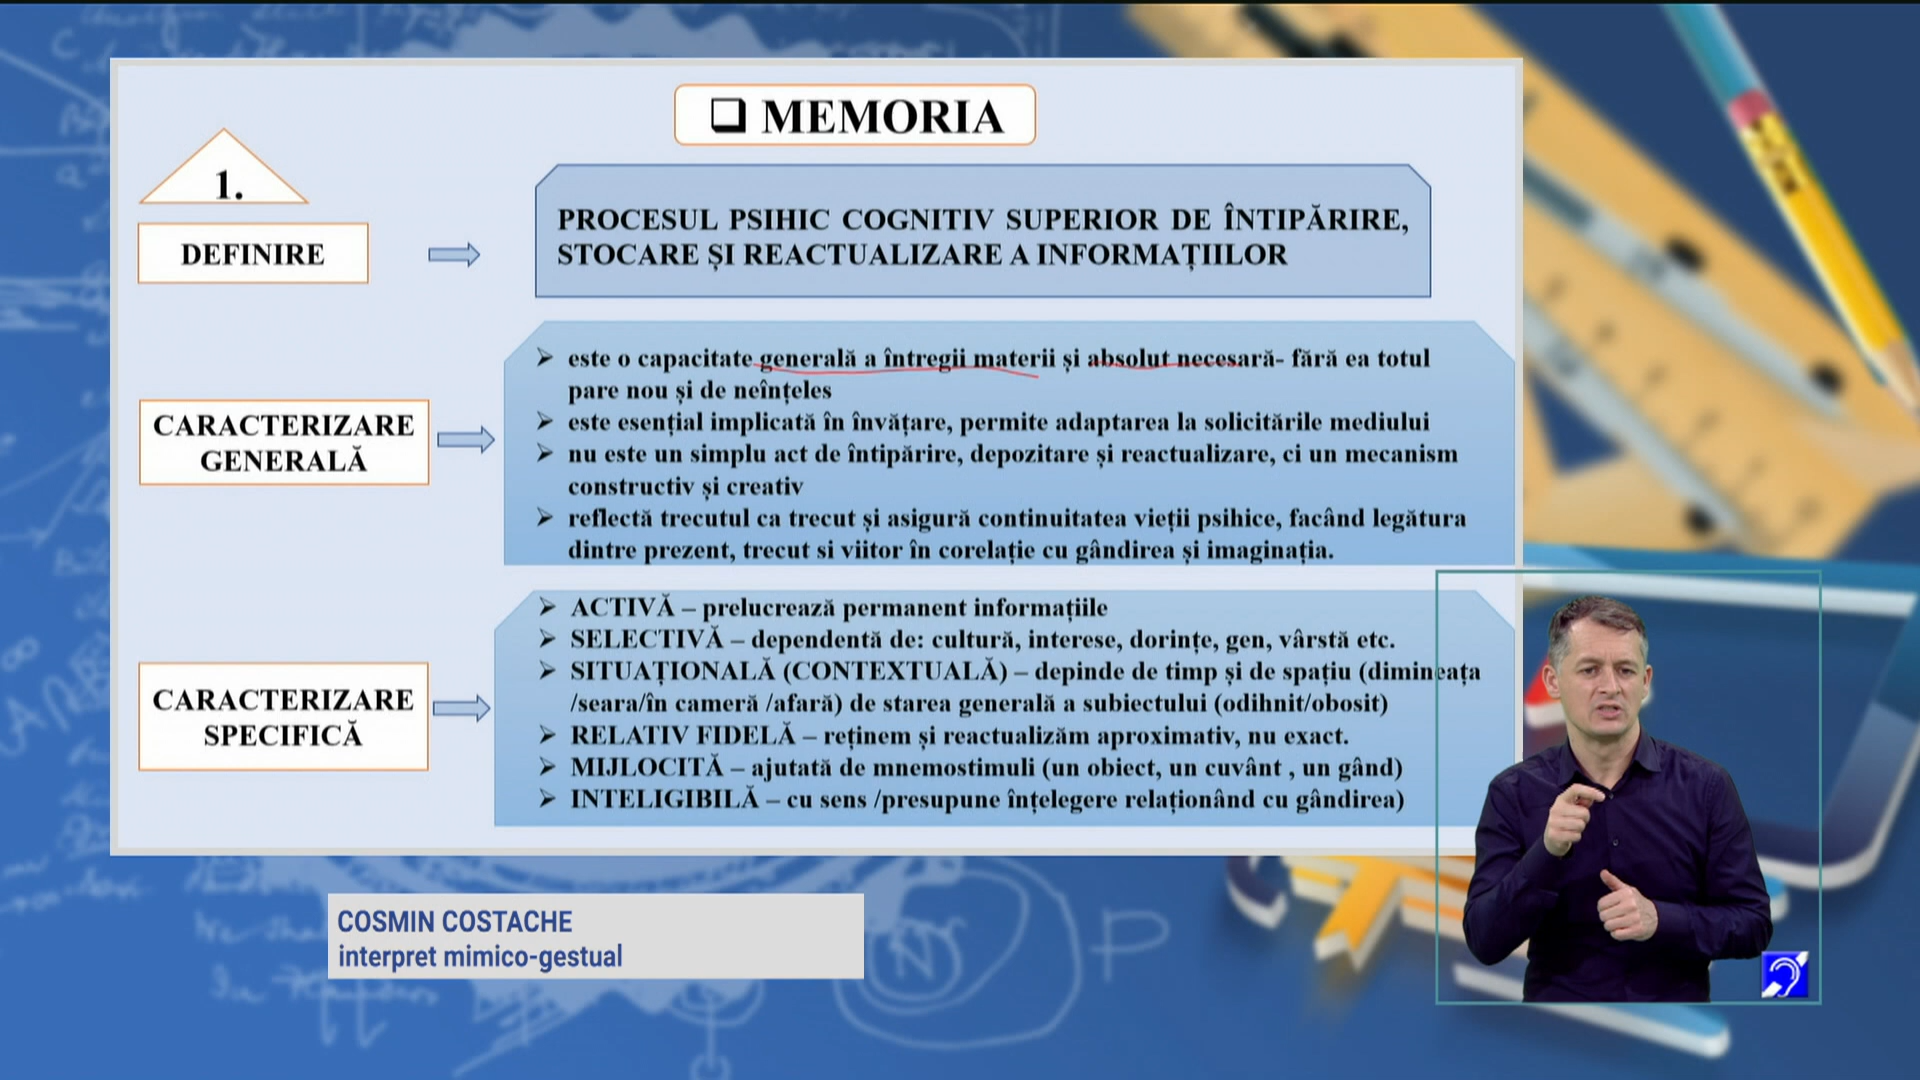 ❑ MEMORIA
1.
DEFINIRE
PROCESUL PSIHIC COGNITIV SUPERIOR DE ÎNTIPĂRIRE,
STOCARE ȘI REACTUALIZARE A INFORMAȚIILOR
CARACTERIZARE
GENERALĂ
➢ este o capacitate generală a întregii materii și absolut necesară- fără ea totul
pare nou și de neînțeles
➢ este esențial implicată în învățare, permite adaptarea la solicitările mediului
➢ nu este un simplu act de întipărire, depozitare și reactualizare, ci un mecanism
constructiv și creativ
➢ reflectă trecutul ca trecut și asigură continuitatea vieții psihice, facând legătura
dintre prezent, trecut si viitor în corelație cu gândirea și imaginația.
CARACTERIZARE
SPECIFICĂ
➢ ACTIVĂ – prelucrează permanent informațiile
➢ SELECTIVĂ – dependentă de: cultură, interese, dorințe, gen, vârstă etc.
➢ SITUAȚIONALĂ (CONTEXTUALĂ) – depinde de timp și de spațiu (dimineața
/seara/în cameră /afară) de starea generală a subiectului (odihnit/obosit)
➢ RELATIV FIDELĂ – reținem și reactualizăm aproximativ, nu exact.
➢ MIJLOCITĂ – ajutată de mnemostimuli (un obiect, un cuvânt , un gând)
➢ INTELIGIBILĂ – cu sens /presupune înțelegere relaționând cu gândirea)
COSMIN COSTACHE
interpret mimico-gestual